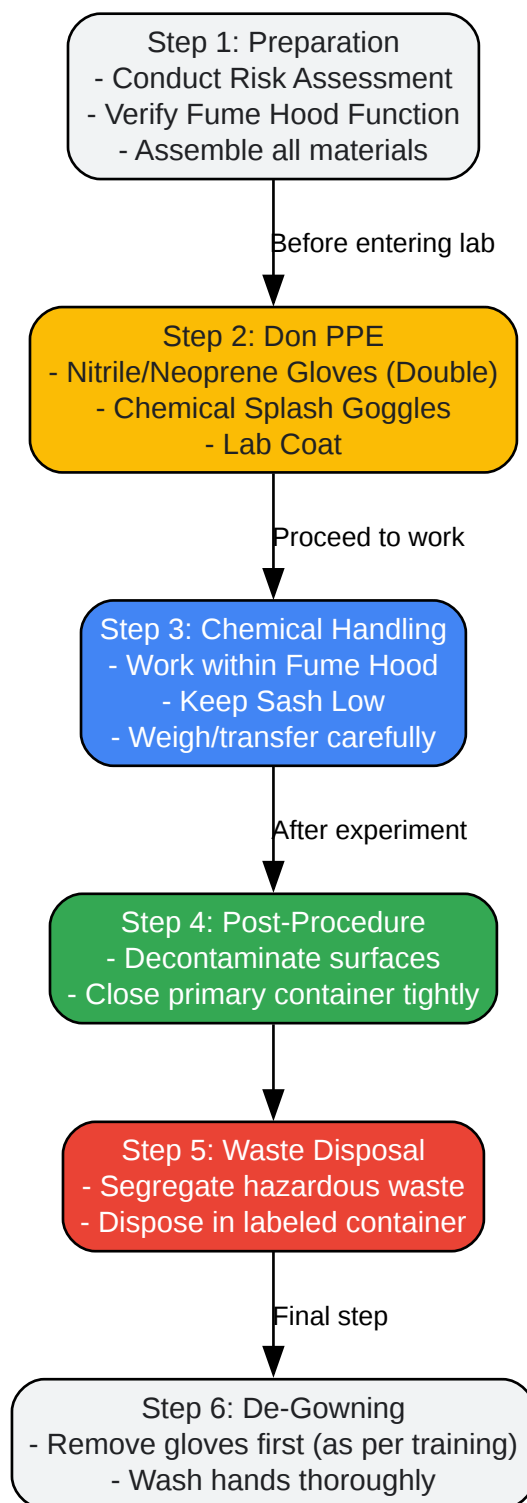 Step 1: Preparation
- Conduct Risk Assessment
- Verify Fume Hood Function
- Assemble all materials
Before entering lab
Step 2: Don PPE
- Nitrile/Neoprene Gloves (Double)
- Chemical Splash Goggles
- Lab Coat
Proceed to work
Step 3: Chemical Handling
- Work within Fume Hood
- Keep Sash Low
- Weigh/transfer carefully
After experiment
Step 4: Post-Procedure
- Decontaminate surfaces
- Close primary container tightly
Step 5: Waste Disposal
- Segregate hazardous waste
- Dispose in labeled container
Final step
Step 6: De-Gowning
- Remove gloves first (as per training)
- Wash hands thoroughly